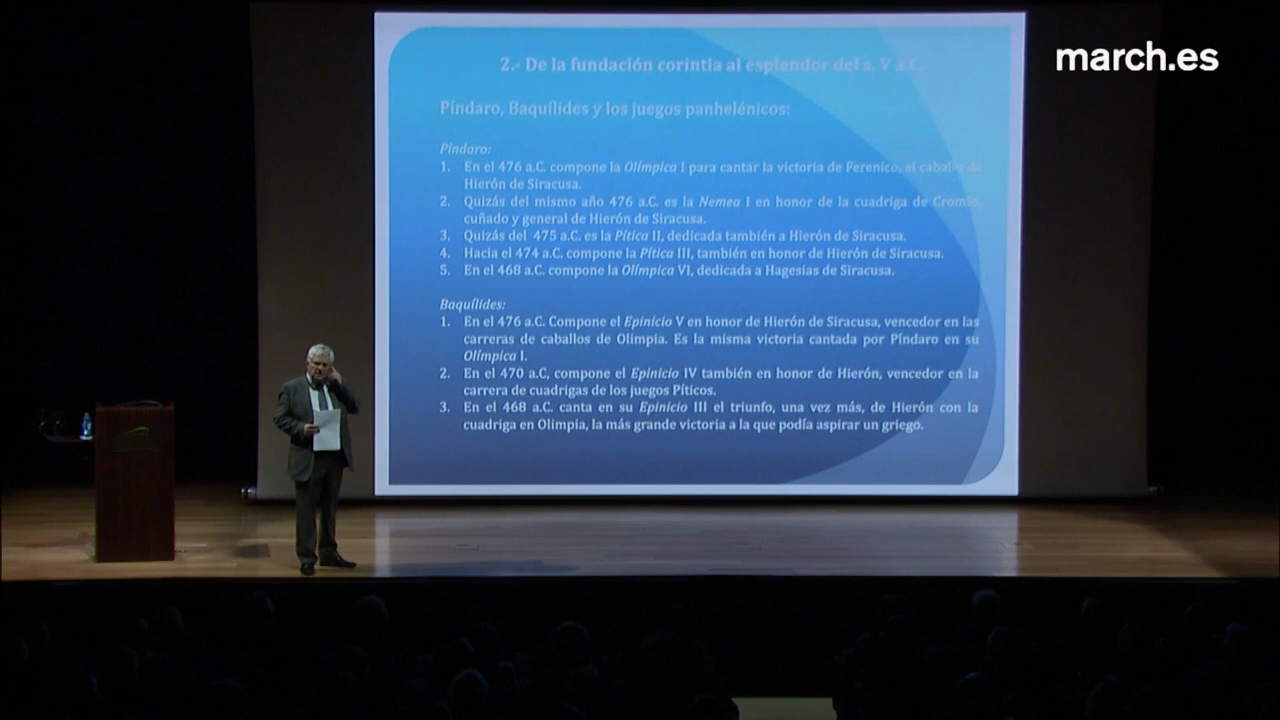 march.es
2.- De la fundación corintia al esplendor del s. V a.C.
Píndaro, Baquílides y los juegos panhelénicos:
Píndaro:
1. En el 476 a.C. compone la Olímpica I para cantar la victoria de Ferenico, el caballo de
Hierón de Siracusa.
2. Quizás del mismo año 476 a.C. es la Nemea I en honor de la cuadriga de Cromio,
cuñado y general de Hierón de Siracusa.
3. Quizás del 475 a.C. es la Pítica II, dedicada también a Hierón de Siracusa.
4. Hacia el 474 a.C. compone la Pítica III, también en honor de Hierón de Siracusa.
5. En el 468 a.C. compone la Olímpica VI, dedicada a Hagesias de Siracusa.
Baquílides:
1. En el 476 a.C. Compone el Epinicio V en honor de Hierón de Siracusa, vencedor en las
carreras de caballos de Olimpia. Es la misma victoria cantada por Píndaro en su
Olímpica I.
2. En el 470 a.C, compone el Epinicio IV también en honor de Hierón, vencedor en la
carrera de cuadrigas de los juegos Píticos.
3. En el 468 a.C. canta en su Epinicio III el triunfo, una vez más, de Hierón con la
cuadriga en Olimpia, la más grande victoria a la que podía aspirar un griego.